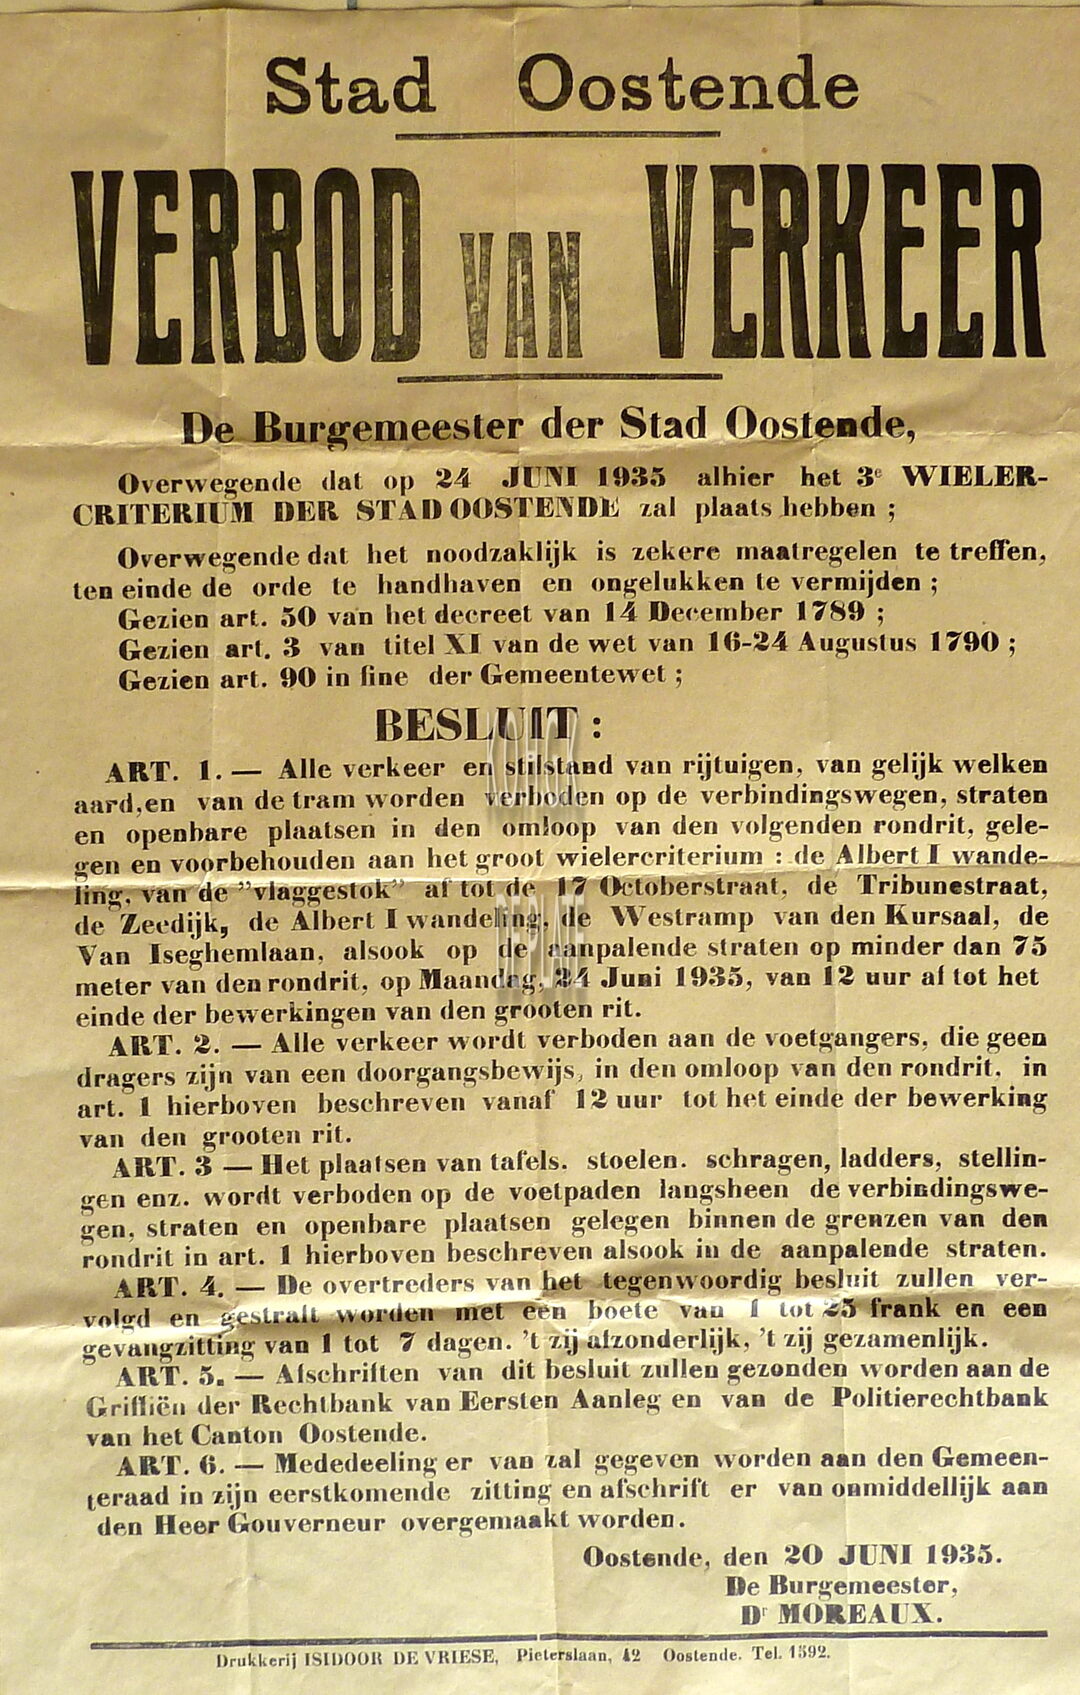 Stad Oostende
VERBOD VAN VERKEER
De Burgemeester der Stad Oostende,
Overwegende dat op 24 JUNI 1935 alhier het 3e WIELER-
CRITERIUM DER STAD OOSTENDE zal plaats hebben ;
Overwegende dat het noodzaklijk is zekere maatregelen te treffen,
ten einde de orde te handhaven en ongelukken te vermijden ;
Gezien art. 50 van het decreet van 14 December 1789 ;
Gezien art. 3 van titel XI van de wet van 16-24 Augustus 1790 ;
Gezien art. 90 in fine der Gemeentewet ;
BESLUIT :
ART. 1. — Alle verkeer en stilstand van rijtuigen, van gelijk welken
aard, en van de tram worden verboden op de verbindingswegen, straten
en openbare plaatsen in den omloop van den volgenden rondrit, gele-
gen en voorbehouden aan het groot wielercriterium : de Albert I wande-
ling, van de "vlaggestok" af tot de 17 Octoberstraat, de Tribunestraat,
de Zeedijk, de Albert I wandeling, de Westramp van den Kursaal, de
Van Iseghemlaan, alsook op de aanpalende straten op minder dan 75
meter van den rondrit, op Maandag, 24 Juni 1935, van 12 uur af tot het
einde der bewerkingen van den grooten rit.
ART. 2. — Alle verkeer wordt verboden aan de voetgangers, die geen
dragers zijn van een doorgangsbewijs, in den omloop van den rondrit, in
art. 1 hierboven beschreven vanaf 12 uur tot het einde der bewerking
van den grooten rit.
ART. 3 — Het plaatsen van tafels. stoelen. schragen, ladders, stellin-
gen enz. wordt verboden op de voetpaden langsheen de verbindingswe-
gen, straten en openbare plaatsen gelegen binnen de grenzen van den
rondrit in art. 1 hierboven beschreven alsook in de aanpalende straten.
ART. 4. — De overtreders van het tegenwoordig besluit zullen ver-
volgd en gestraft worden met een boete van 1 tot 25 frank en een
gevangzitting van 1 tot 7 dagen. 't zij afzonderlijk, 't zij gezamenlijk.
ART. 5. — Afschriften van dit besluit zullen gezonden worden aan de
Griffiën der Rechtbank van Eersten Aanleg en van de Politierechtbank
van het Canton Oostende.
ART. 6. — Mededeeling er van zal gegeven worden aan den Gemeen-
teraad in zijn eerstkomende zitting en afschrift er van onmiddellijk aan
den Heer Gouverneur overgemaakt worden.
Oostende, den 20 JUNI 1935.
De Burgemeester,
Dr MOREAUX.
Drukkerij ISIDOOR DE VRIESE, Pieterslaan, 42 Oostende. Tel. 1592.
DE PLATE